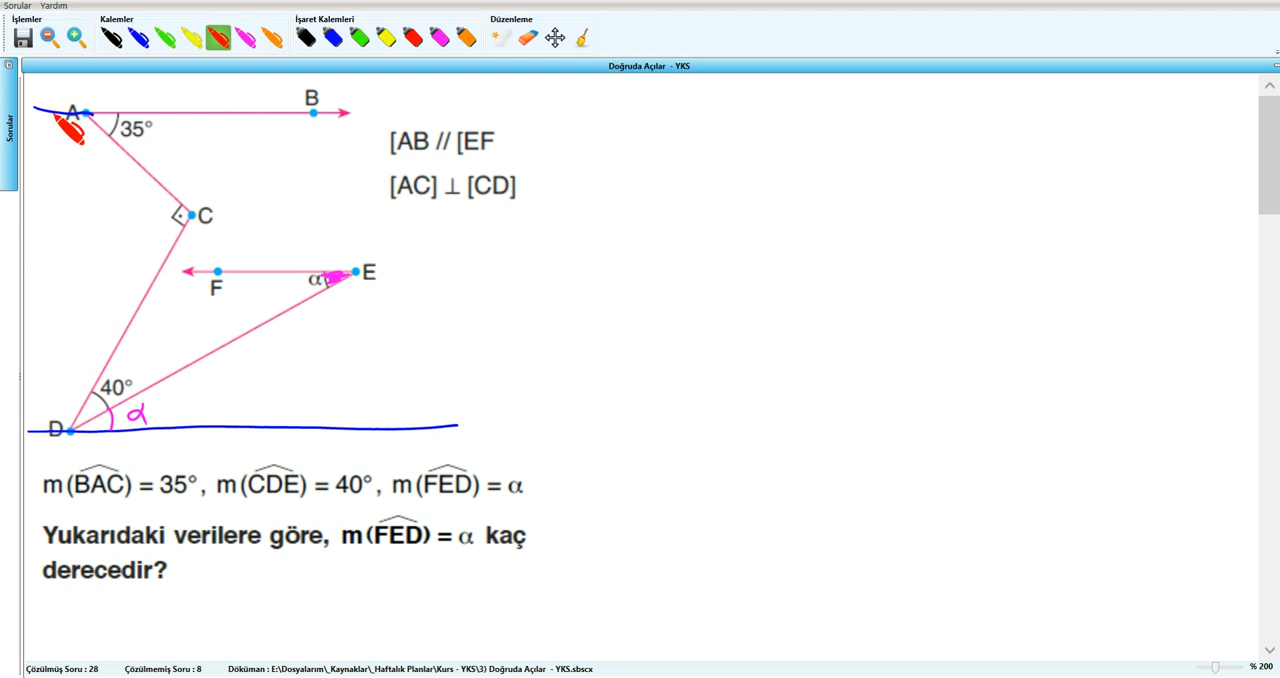 Sorular Yardım
İşlemler Kalemler İşaret Kalemleri Düzenleme
Doğruda Açılar - YKS
Sorular
A B
35°
[AB // [EF
[AC] ⊥ [CD]
C
F α E
40°
α
D
m(BAC) = 35°, m(CDE) = 40°, m(FED) = α
Yukarıdaki verilere göre, m(FED) = α kaç
derecedir?
Çözülmüş Soru : 28 Çözülmemiş Soru : 8 Döküman : E:\Dosyalarım\_Kaynaklar\_Haftalık Planlar\Kurs - YKS\3) Doğruda Açılar - YKS.sbscx % 200